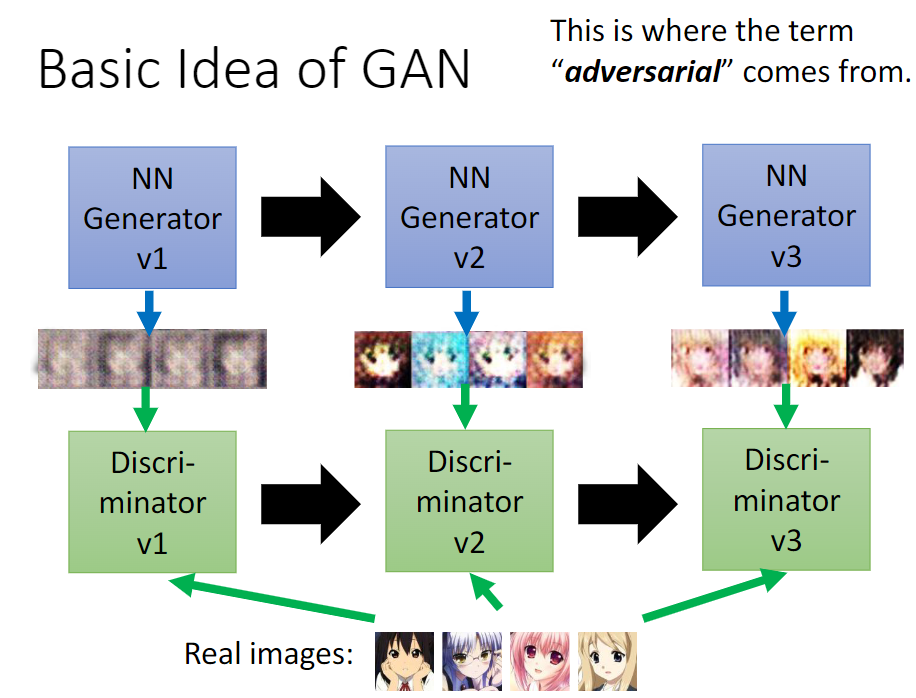 Basic Idea of GAN
This is where the term
“adversarial” comes from.
NN
Generator
v1
NN
Generator
v2
NN
Generator
v3
Discri-
minator
v1
Discri-
minator
v2
Discri-
minator
v3
Real images: